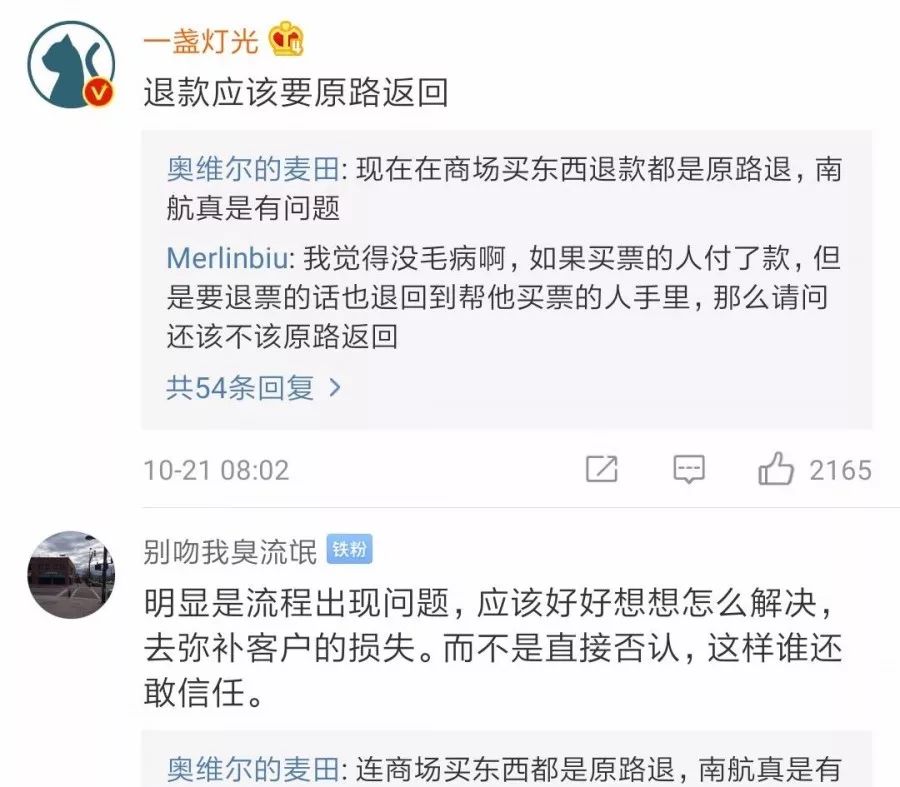 一盏灯光
退款应该要原路返回
奥维尔的麦田: 现在在商场买东西退款都是原路退，南
航真是有问题
Merlinbiu: 我觉得没毛病啊，如果买票的人付了款，但
是要退票的话也退回到帮他买票的人手里，那么请问
还该不该原路返回
共54条回复 >
10-21 08:02 2165
别吻我臭流氓 铁粉
明显是流程出现问题，应该好好想想怎么解决，
去弥补客户的损失。而不是直接否认，这样谁还
敢信任。
奥维尔的麦田: 连商场买东西都是原路退，南航真是有